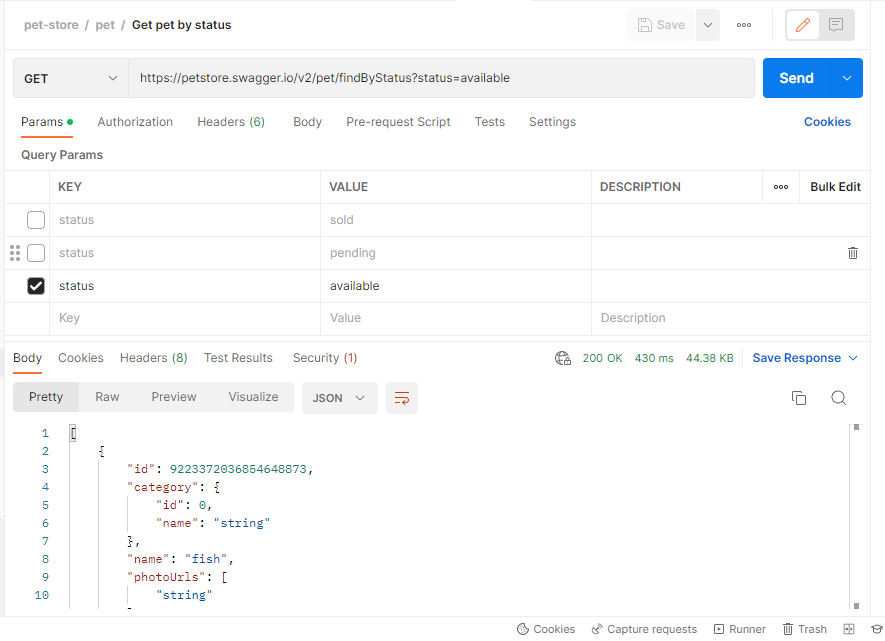 pet-store / pet / Get pet by status
Save
GET
https://petstore.swagger.io/v2/pet/findByStatus?status=available
Send
Params Authorization Headers (6) Body Pre-request Script Tests Settings Cookies
Query Params
KEY VALUE DESCRIPTION Bulk Edit
status sold
status pending
status available
Key Value Description
Body Cookies Headers (8) Test Results Security (1) 200 OK 430 ms 44.38 KB Save Response
Pretty Raw Preview Visualize JSON
1 [
2 {
3 "id": 9223372036854648873,
4 "category": {
5 "id": 0,
6 "name": "string"
7 },
8 "name": "fish",
9 "photoUrls": [
10 "string"
Cookies Capture requests Runner Trash